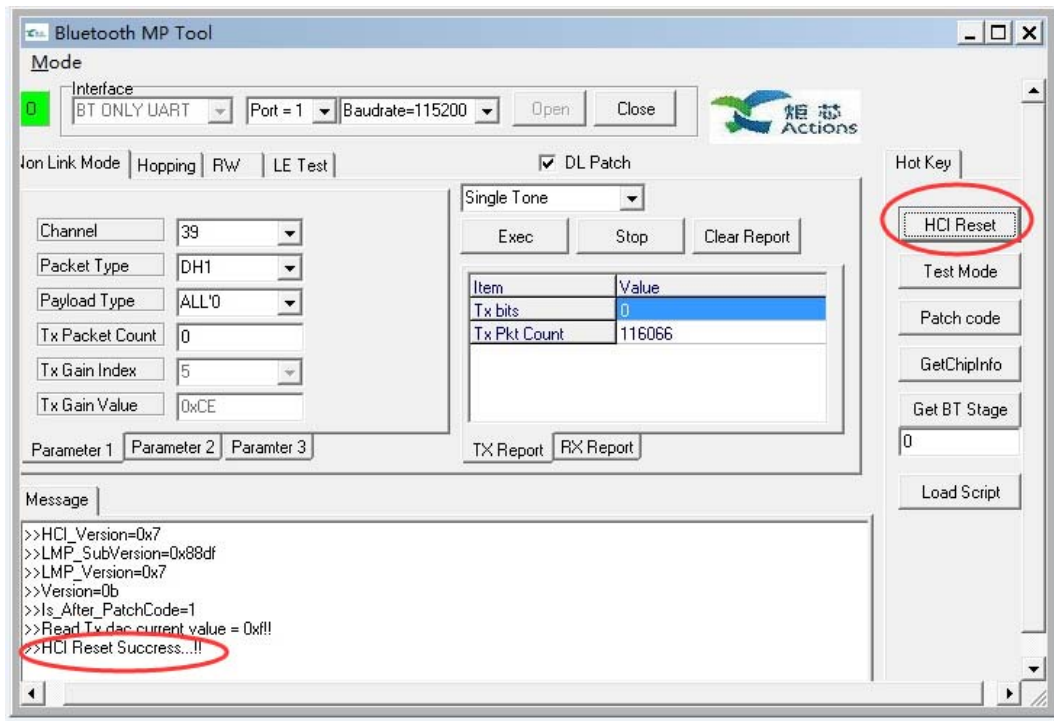 Bluetooth MP Tool
Mode
Interface
0
BT ONLY UART
Port = 1
Baudrate=115200
Open
Close
炬芯
Actions
Non Link Mode
Hopping
RW
LE Test
DL Patch
Hot Key
Channel
39
Packet Type
DH1
Payload Type
ALL'0
Tx Packet Count
0
Tx Gain Index
5
Tx Gain Value
0xCE
Parameter 1
Parameter 2
Paramter 3
Single Tone
Exec
Stop
Clear Report
Item Value
Tx bits 0
Tx Pkt Count 116066
TX Report
RX Report
HCI Reset
Test Mode
Patch code
GetChipInfo
Get BT Stage
0
Load Script
Message
>>HCI_Version=0x7
>>LMP_SubVersion=0x88df
>>LMP_Version=0x7
>>Version=0b
>>Is_After_PatchCode=1
>>Read Tx dac current value = 0xf!!
>>HCI Reset Succress...!!